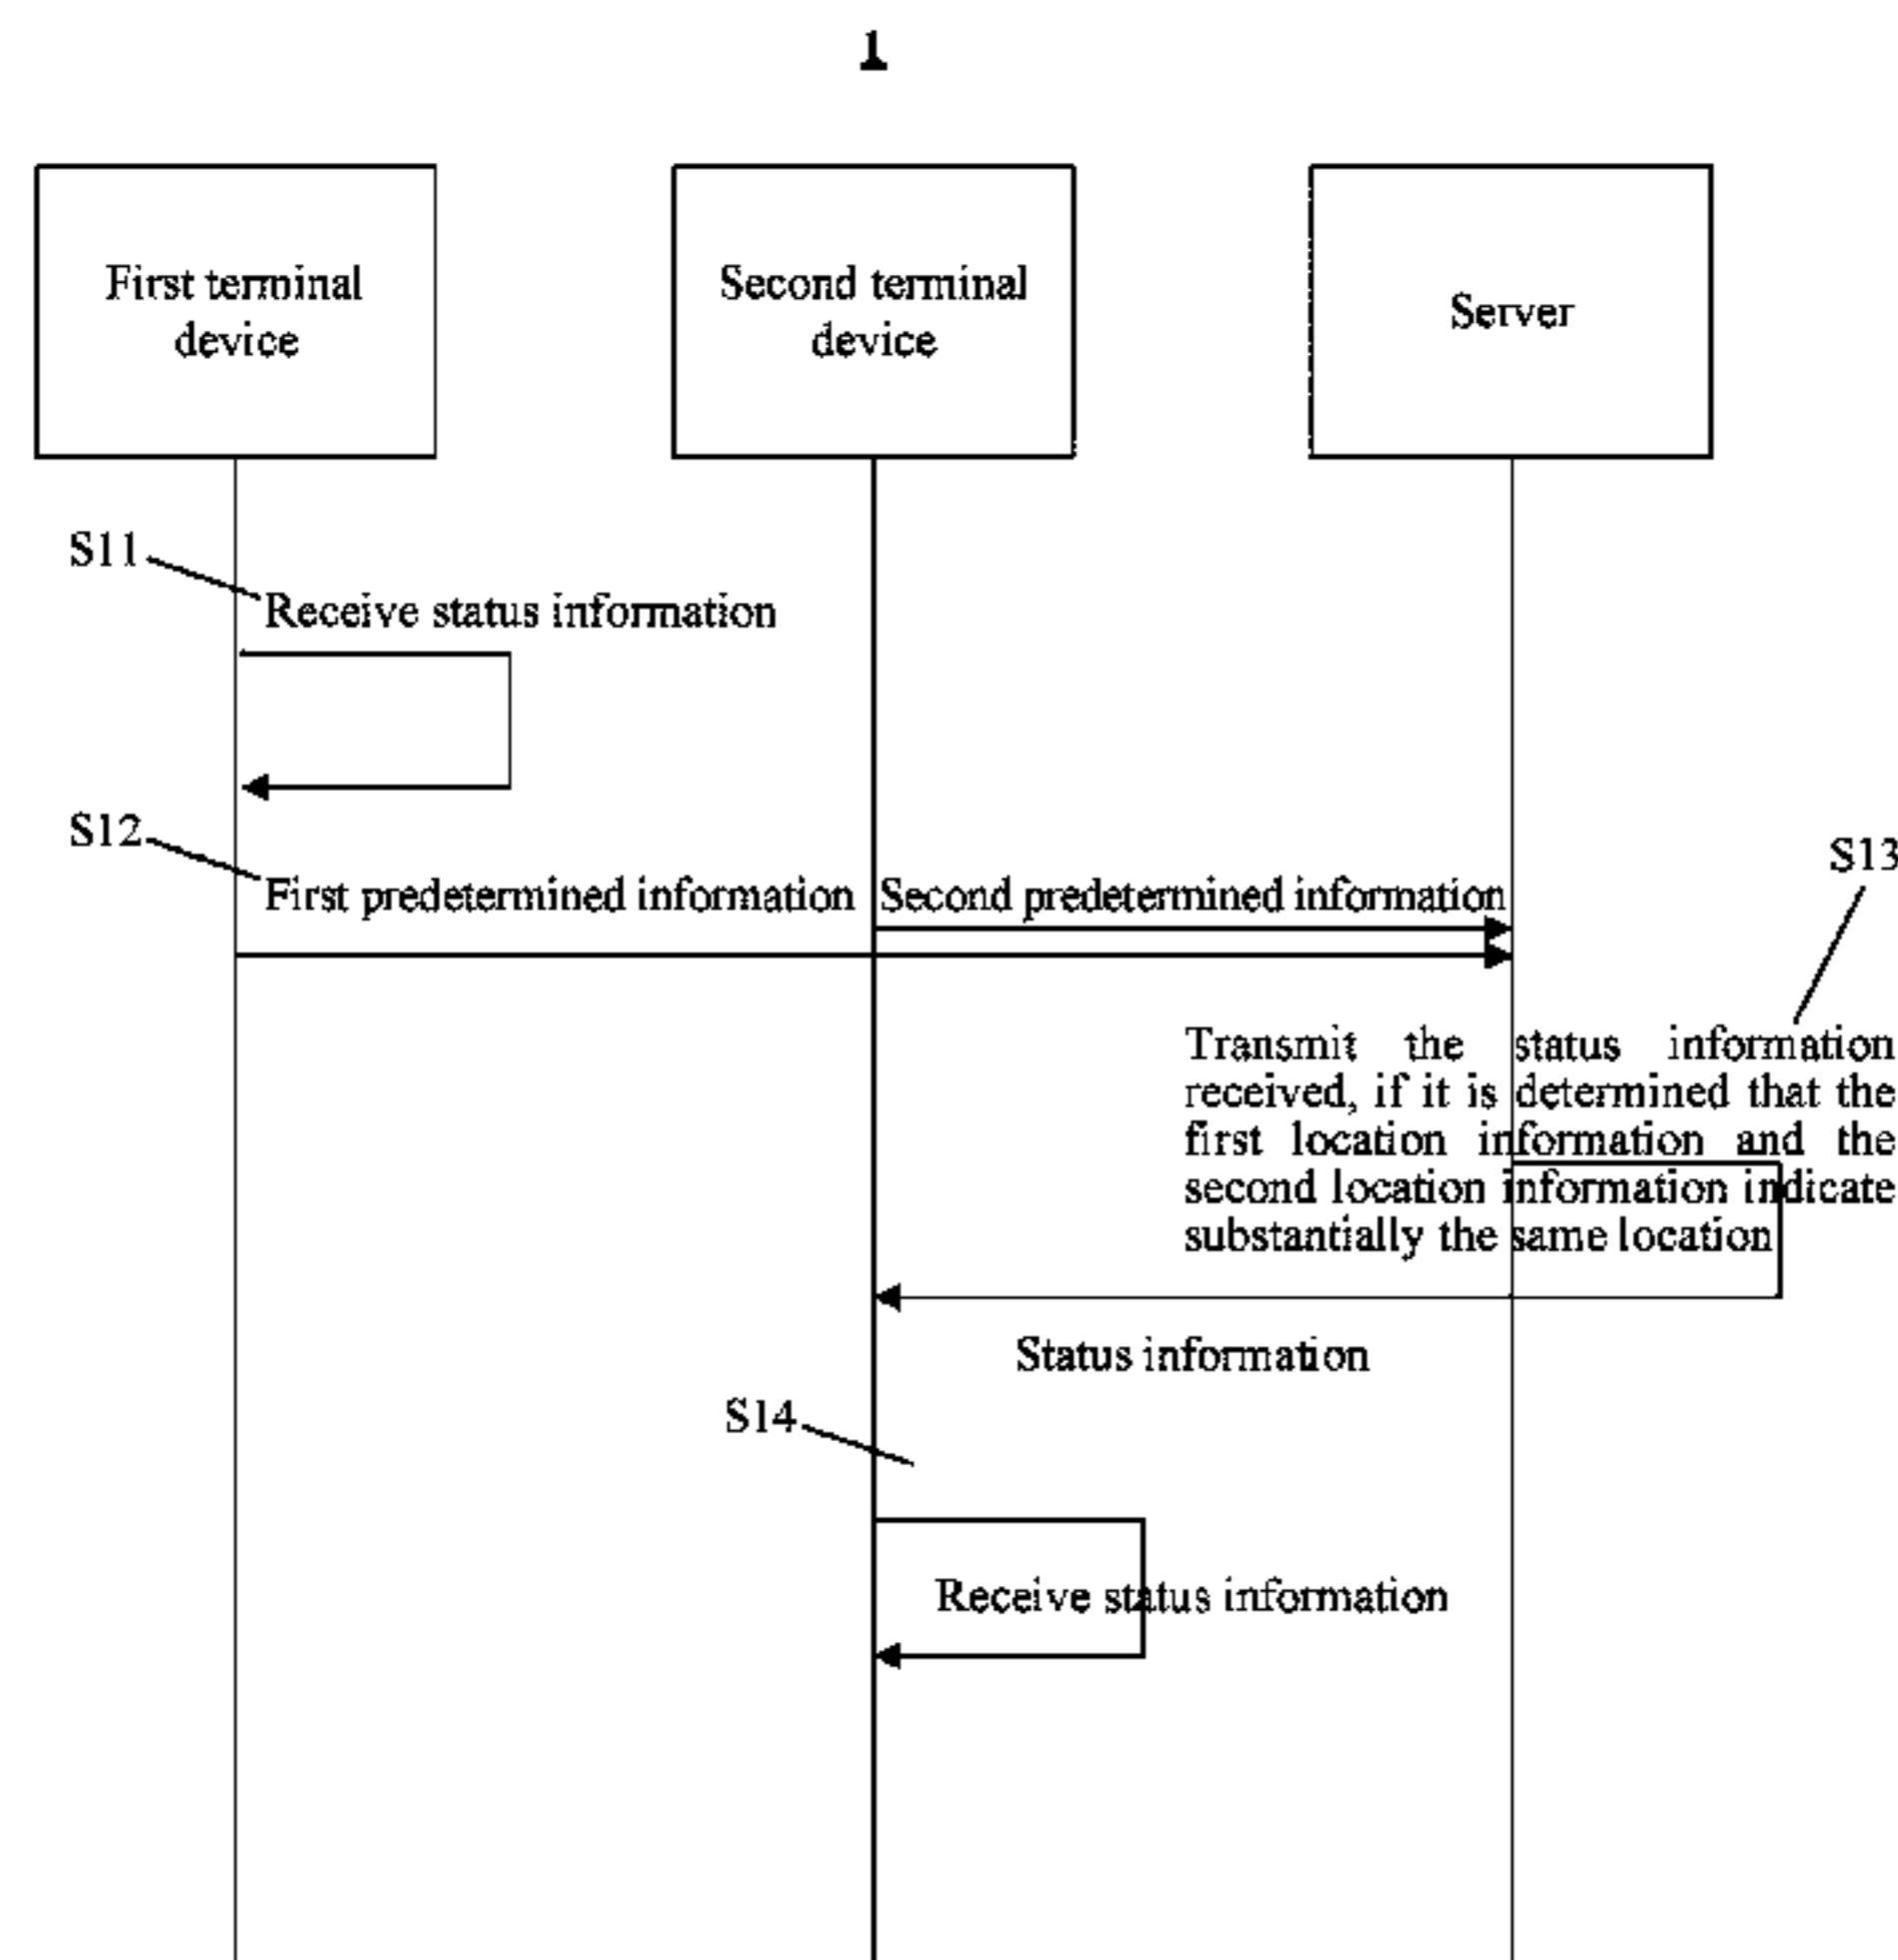 1
First terminal
device
Second terminal
device
Server
S11
Receive status information
S12
First predetermined information
Second predetermined information
S13
Transmit the status information
received, if it is determined that the
first location information and the
second location information indicate
substantially the same location
Status information
S14
Receive status information